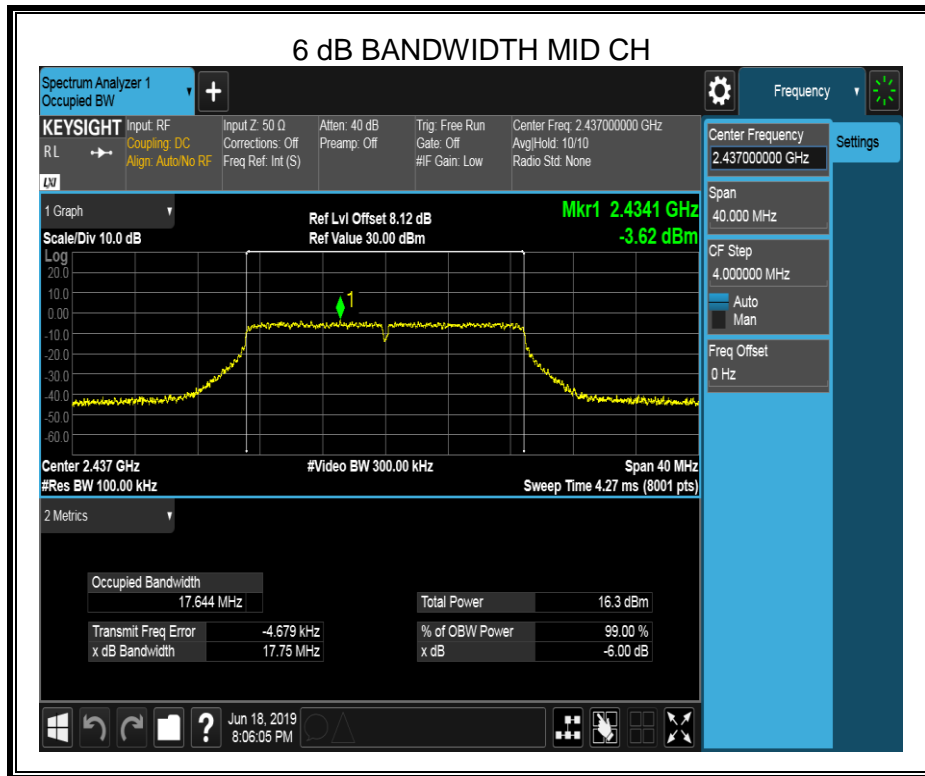 6 dB BANDWIDTH MID CH
Spectrum Analyzer 1
Occupied BW
+
Frequency
KEYSIGHT
RL
LXI
Input: RF
Coupling: DC
Align: Auto/No RF
Input Z: 50 Ω
Corrections: Off
Freq Ref: Int (S)
Atten: 40 dB
Preamp: Off
Trig: Free Run
Gate: Off
#IF Gain: Low
Center Freq: 2.437000000 GHz
Avg|Hold: 10/10
Radio Std: None
Center Frequency
2.437000000 GHz
Settings
Span
40.000 MHz
CF Step
4.000000 MHz
Auto
Man
Freq Offset
0 Hz
1 Graph
Scale/Div 10.0 dB
Ref Lvl Offset 8.12 dB
Ref Value 30.00 dBm
Mkr1 2.4341 GHz
-3.62 dBm
Log
20.0
10.0
0.00
-10.0
-20.0
-30.0
-40.0
-50.0
-60.0
1
Center 2.437 GHz
#Res BW 100.00 kHz
#Video BW 300.00 kHz
Span 40 MHz
Sweep Time 4.27 ms (8001 pts)
2 Metrics
Occupied Bandwidth
17.644 MHz
Total Power 16.3 dBm
Transmit Freq Error -4.679 kHz
% of OBW Power 99.00 %
x dB Bandwidth 17.75 MHz
x dB -6.00 dB
?
Jun 18, 2019
8:06:05 PM